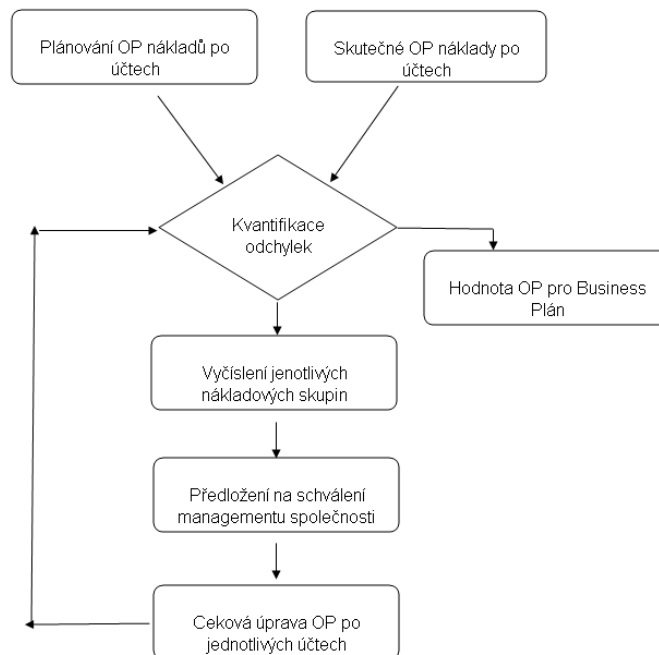 Plánování OP nákladů po
účtech
Skutečné OP náklady po
účtech
Kvantifikace
odchylek
Hodnota OP pro Business
Plán
Vyčíslení jenotlivých
nákladových skupin
Předložení na schválení
managementu společnosti
Ceková úprava OP po
jednotlivých účtech